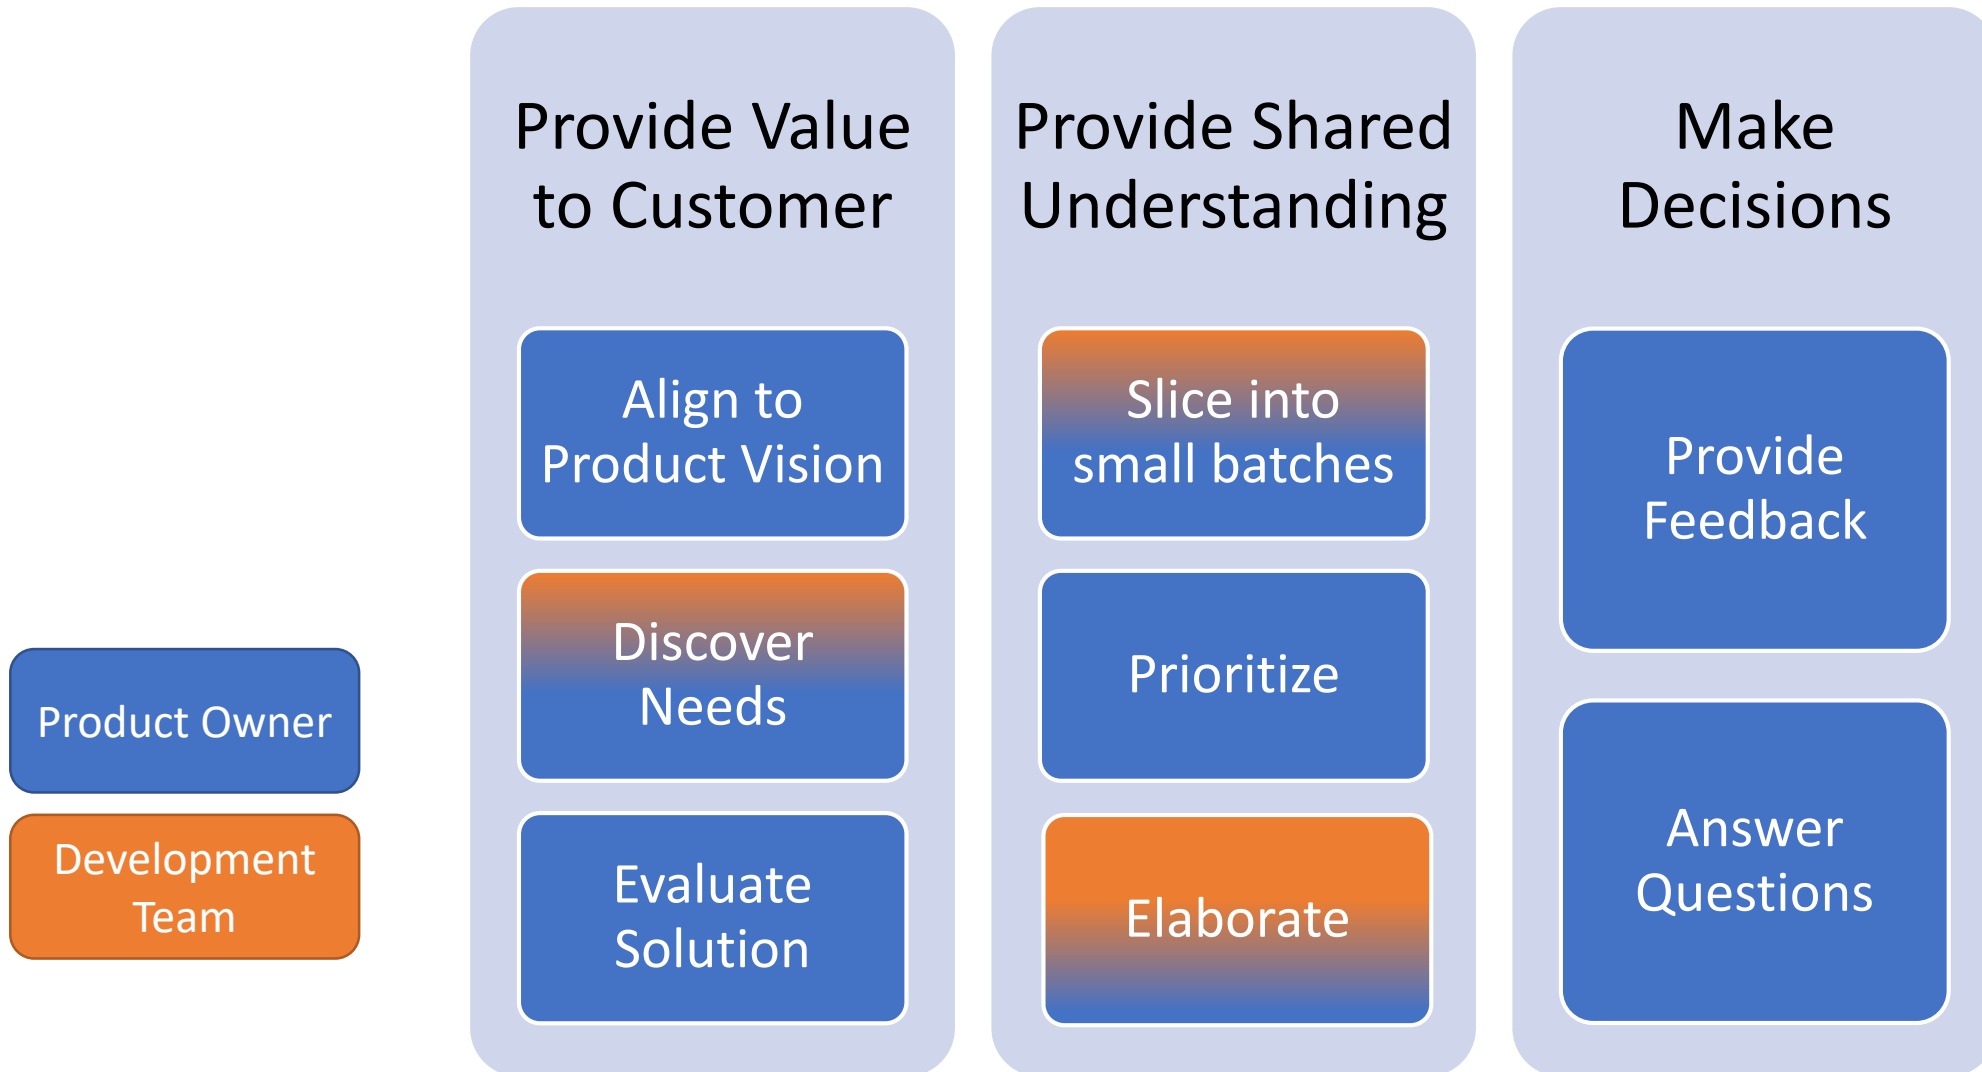 Provide Value
to Customer
Align to
Product Vision
Discover
Needs
Evaluate
Solution
Provide Shared
Understanding
Slice into
small batches
Prioritize
Elaborate
Make
Decisions
Provide
Feedback
Answer
Questions
Product Owner
Development
Team